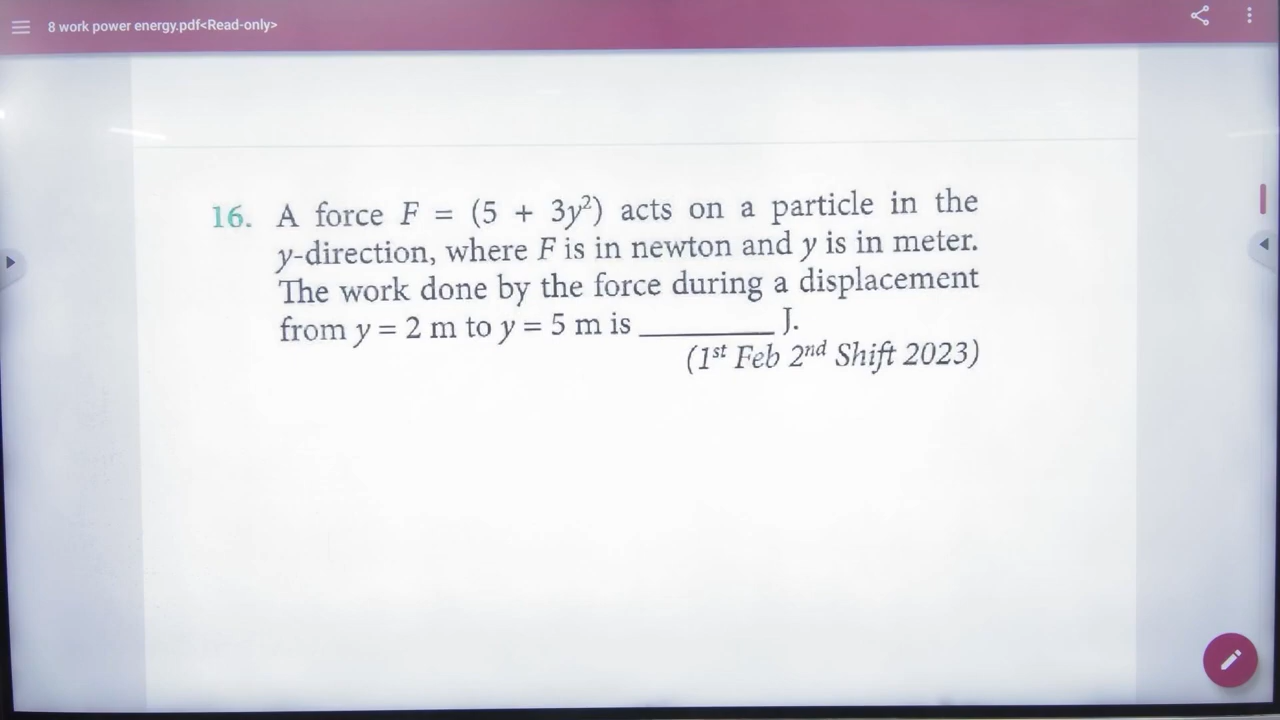 8 work power energy.pdf<Read-only>
16. A force F = (5 + 3y²) acts on a particle in the
y-direction, where F is in newton and y is in meter.
The work done by the force during a displacement
from y = 2 m to y = 5 m is __________ J.
(1st Feb 2nd Shift 2023)